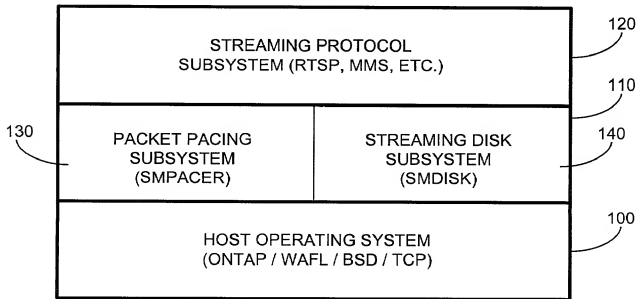 STREAMING PROTOCOL
SUBSYSTEM (RTSP, MMS, ETC.)
120
110
130
PACKET PACING
SUBSYSTEM
(SMPACER)
STREAMING DISK
SUBSYSTEM
(SMDISK)
140
HOST OPERATING SYSTEM
(ONTAP / WAFL / BSD / TCP)
100